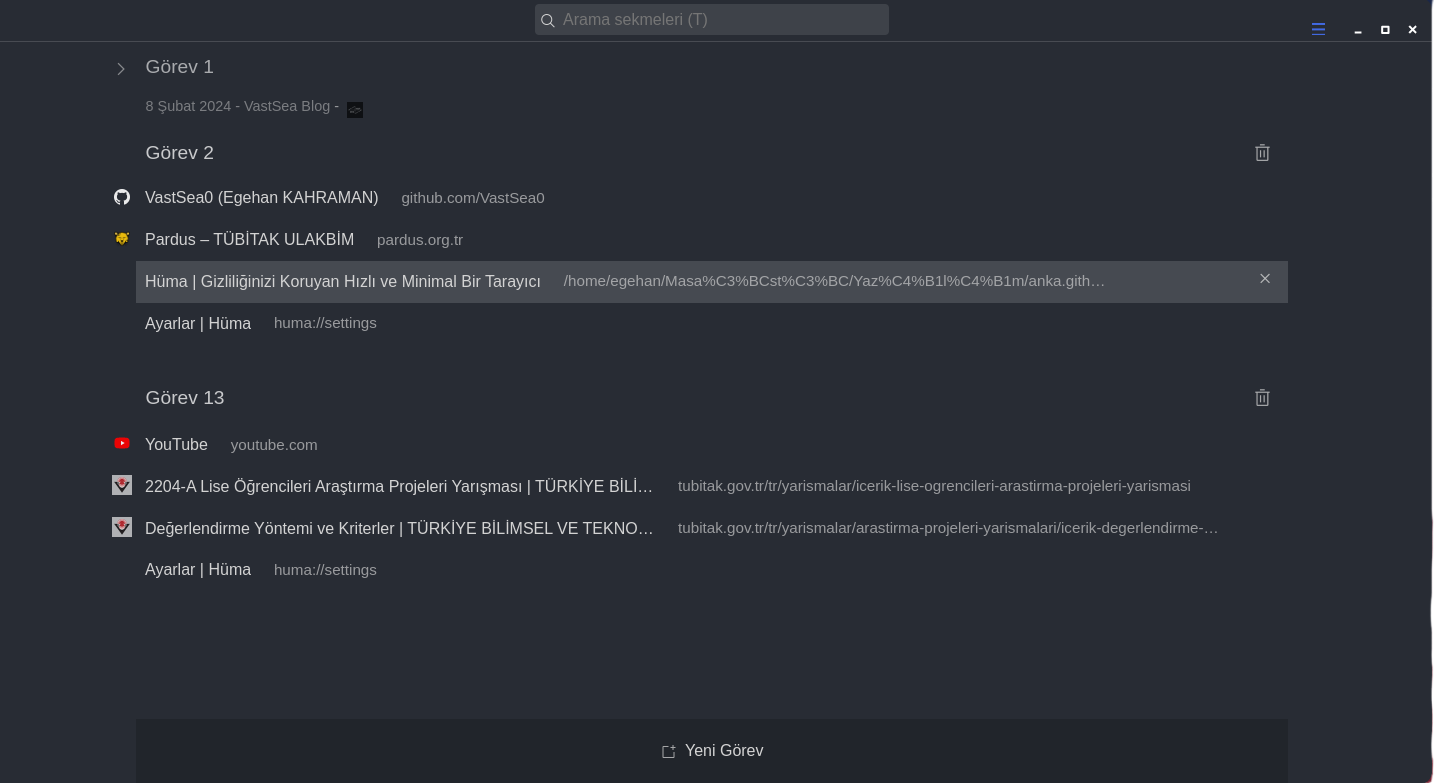 Arama sekmeleri (T)
Görev 1
8 Şubat 2024 - VastSea Blog -
Görev 2
VastSea0 (Egehan KAHRAMAN) github.com/VastSea0
Pardus – TÜBİTAK ULAKBİM pardus.org.tr
Hüma | Gizliliğinizi Koruyan Hızlı ve Minimal Bir Tarayıcı /home/egehan/Masa%C3%BCst%C3%BC/Yaz%C4%B1l%C4%B1m/anka.gith…
Ayarlar | Hüma huma://settings
Görev 13
YouTube youtube.com
2204-A Lise Öğrencileri Araştırma Projeleri Yarışması | TÜRKİYE BİLİ… tubitak.gov.tr/tr/yarismalar/icerik-lise-ogrencileri-arastirma-projeleri-yarismasi
Değerlendirme Yöntemi ve Kriterler | TÜRKİYE BİLİMSEL VE TEKNO… tubitak.gov.tr/tr/yarismalar/arastirma-projeleri-yarismalari/icerik-degerlendirme-…
Ayarlar | Hüma huma://settings
Yeni Görev